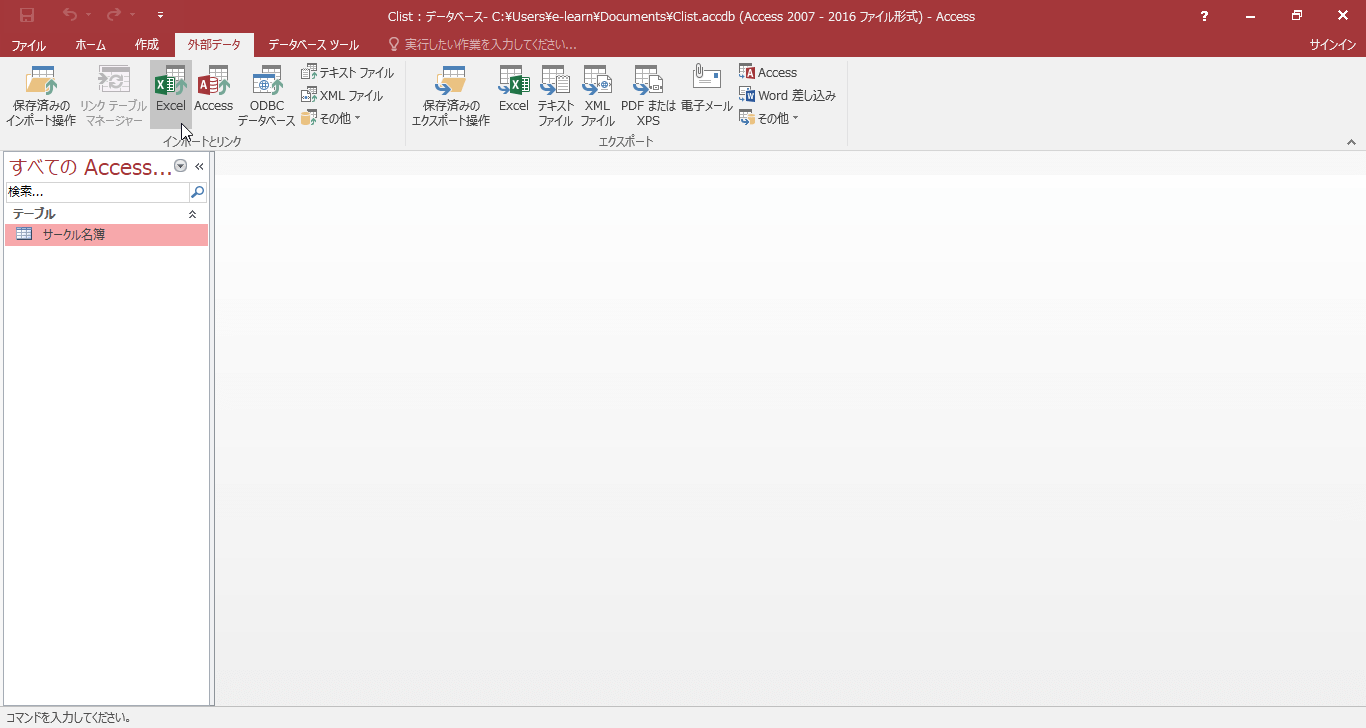 Clist : データベース- C:¥Users¥e-learn¥Documents¥Clist.accdb (Access 2007 - 2016 ファイル形式) - Access
?
ファイル ホーム 作成 外部データ データベース ツール 実行したい作業を入力してください... サインイン
保存済みの
インポート操作
リンク テーブル
マネージャー
Excel
Access
ODBC
データベース
テキスト ファイル
XML ファイル
その他
インポートとリンク
保存済みの
エクスポート操作
Excel
テキスト
ファイル
XML
ファイル
PDF または
XPS
電子メール
Access
Word 差し込み
その他
エクスポート
すべての Access...
検索...
テーブル
サークル名簿
コマンドを入力してください。